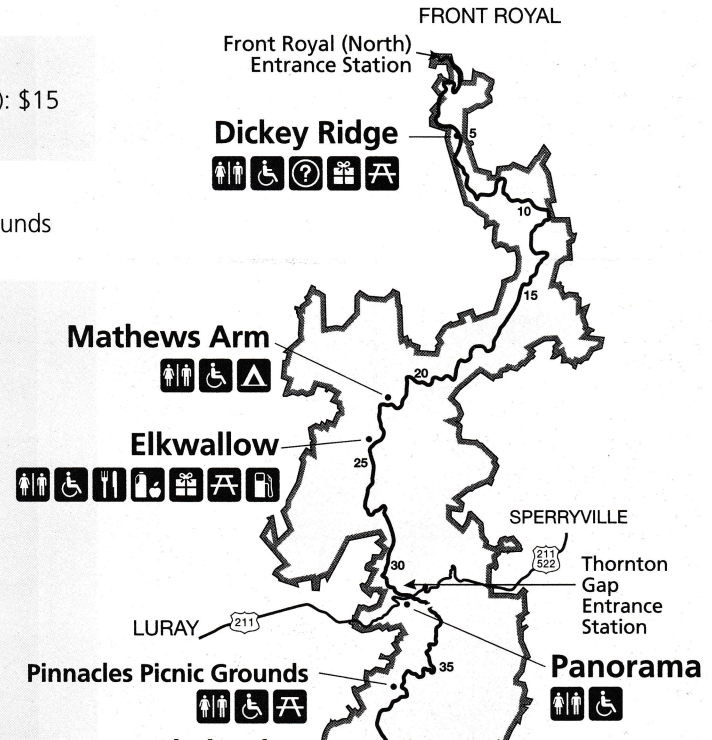 FRONT ROYAL
Front Royal (North)
Entrance Station
: $15
Dickey Ridge
5
?
10
unds
15
Mathews Arm
20
Elkwallow
25
SPERRYVILLE
211
522
30
Thornton
Gap
Entrance
Station
211
LURAY
Panorama
35
Pinnacles Picnic Grounds